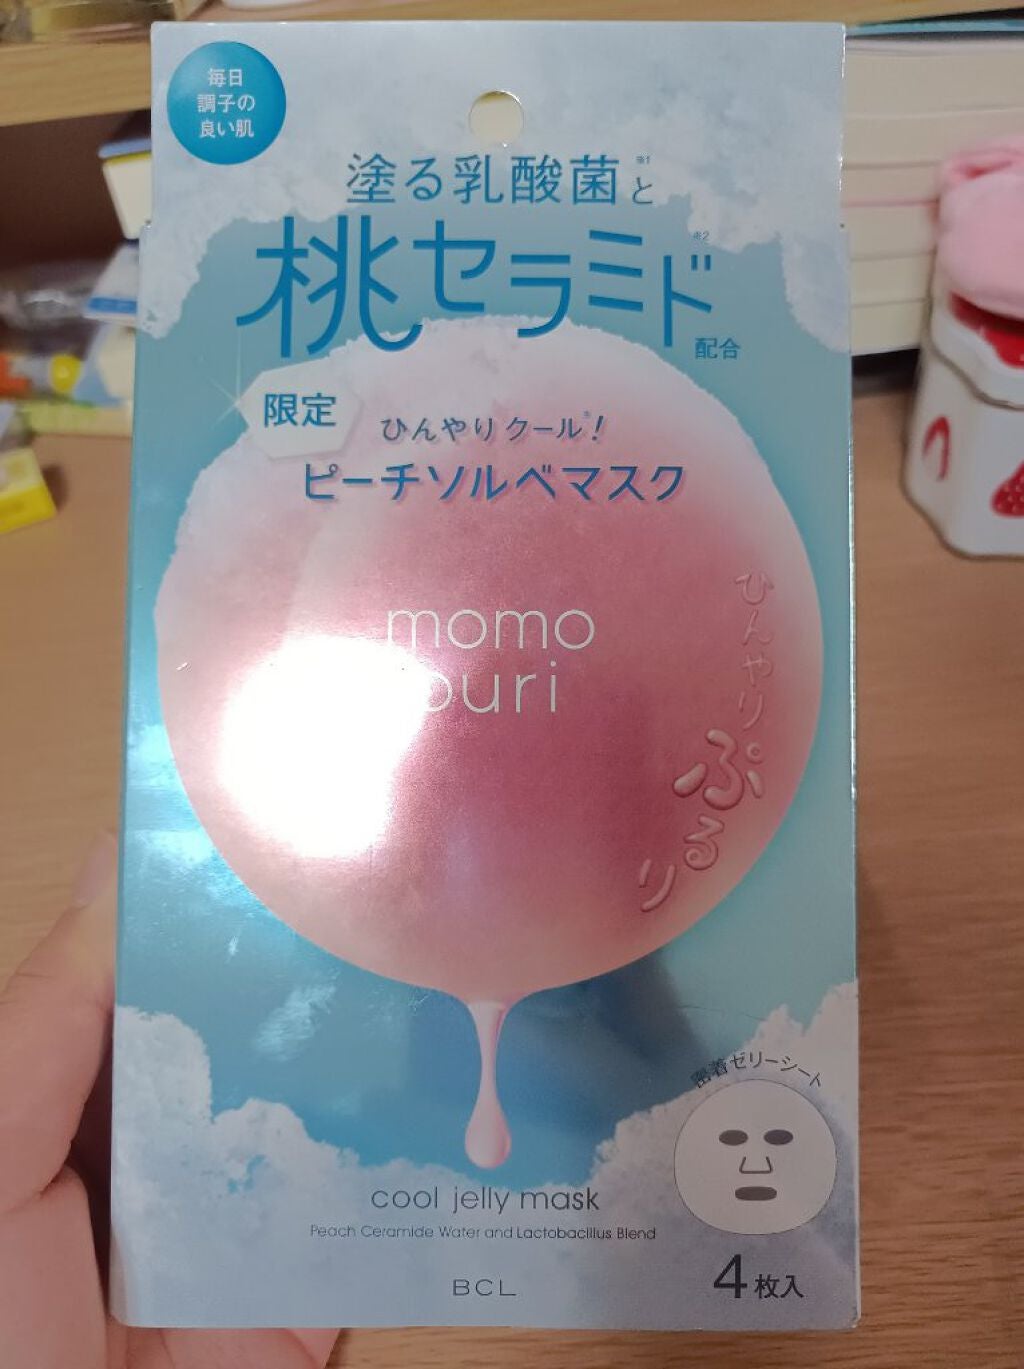 毎日
調子の
良い肌
塗る乳酸菌※1と
桃セラミド※2
配合
限定
ひんやりクール※!
ピーチソルベマスク
momo
puri
ひんやり
ぷるり
密着ゼリーシート
cool jelly mask
Peach Ceramide Water and Lactobacillus Blend
BCL
4枚入